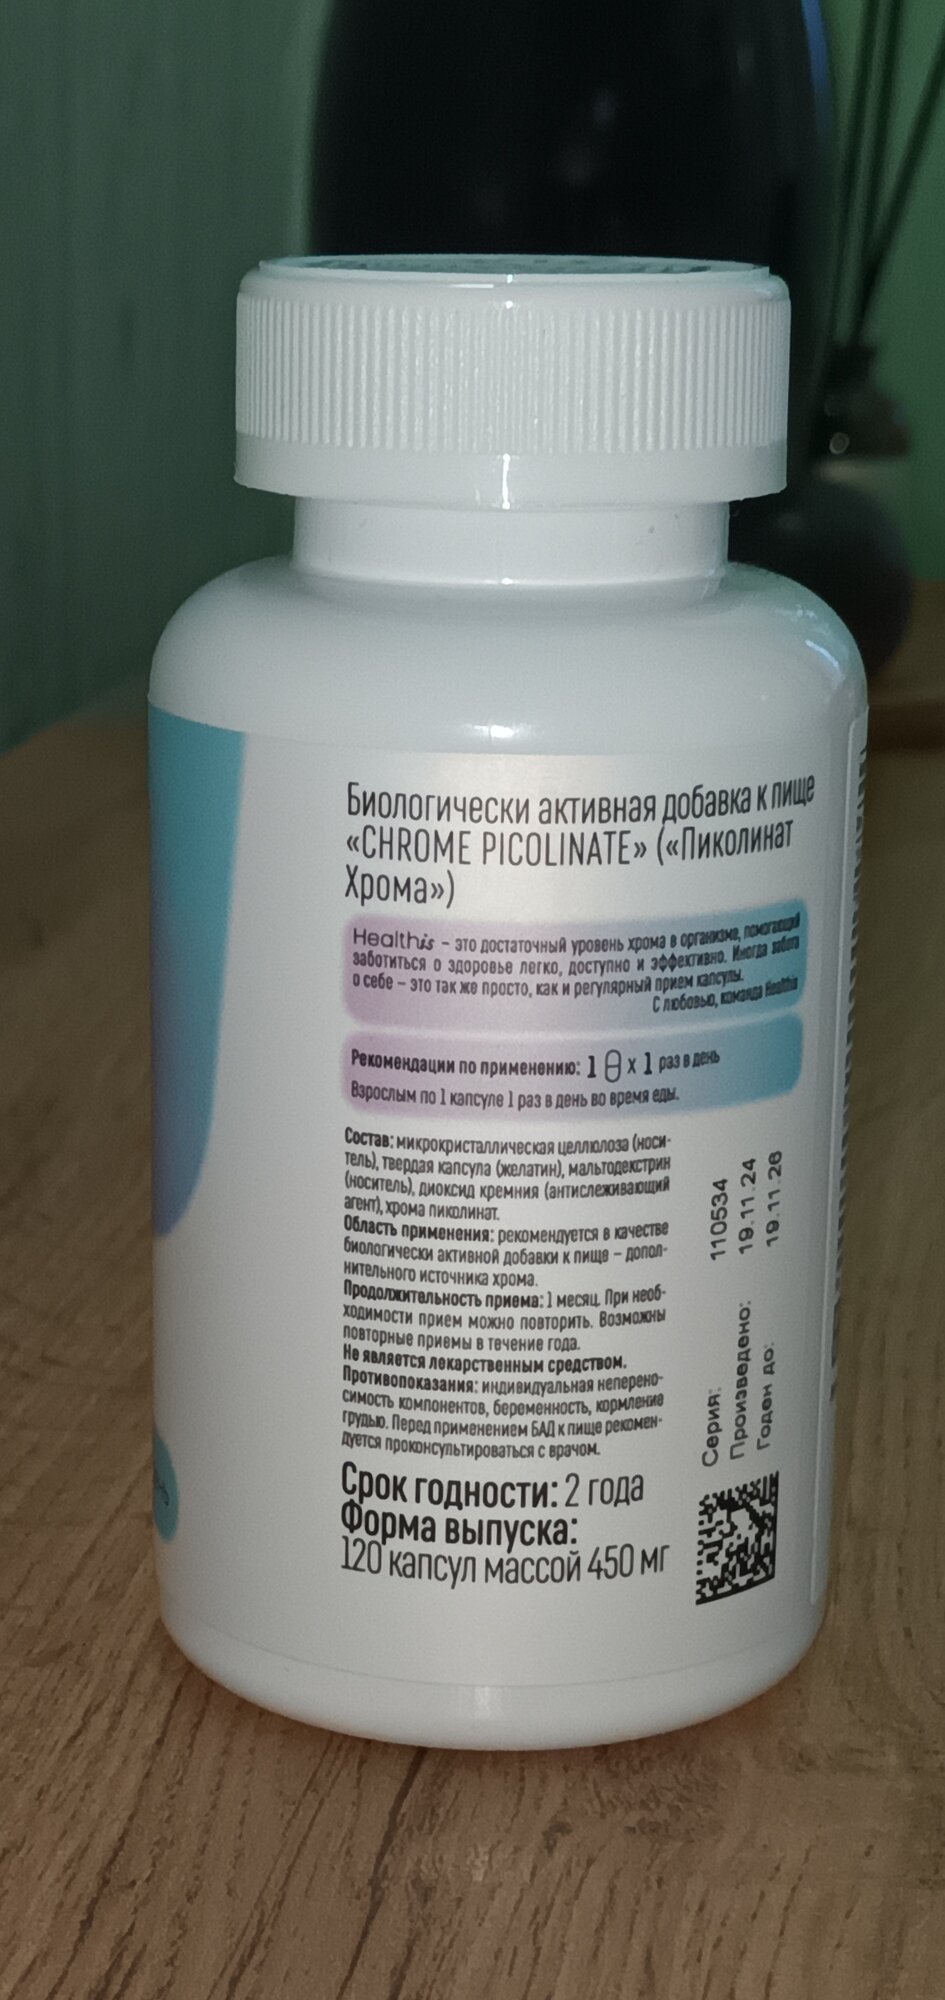 Биологически активная добавка к пище
«CHROME PICOLINATE» («Пиколинат
Хрома»)
Healthis – это достаточный уровень хрома в организме, помогающий
заботиться о здоровье легко, доступно и эффективно. Иногда забота
о себе – это так же просто, как и регулярный прием капсулы.
С любовью, команда Healthis
Рекомендации по применению: 1 x 1 раз в день
Взрослым по 1 капсуле 1 раз в день во время еды.
Состав: микрокристаллическая целлюлоза (носи-
тель), твердая капсула (желатин), мальтодекстрин
(носитель), диоксид кремния (антислеживающий
агент), хрома пиколинат.
Область применения: рекомендуется в качестве
биологически активной добавки к пище – допол-
нительного источника хрома.
Продолжительность приема: 1 месяц. При необ-
ходимости прием можно повторить. Возможны
повторные приемы в течение года.
Не является лекарственным средством.
Противопоказания: индивидуальная неперено-
симость компонентов, беременность, кормление
грудью. Перед применением БАД к пище рекомен-
дуется проконсультироваться с врачом.
Срок годности: 2 года
Форма выпуска:
120 капсул массой 450 мг
Серия: 110534
Произведено: 19.11.24
Годен до: 19.11.26